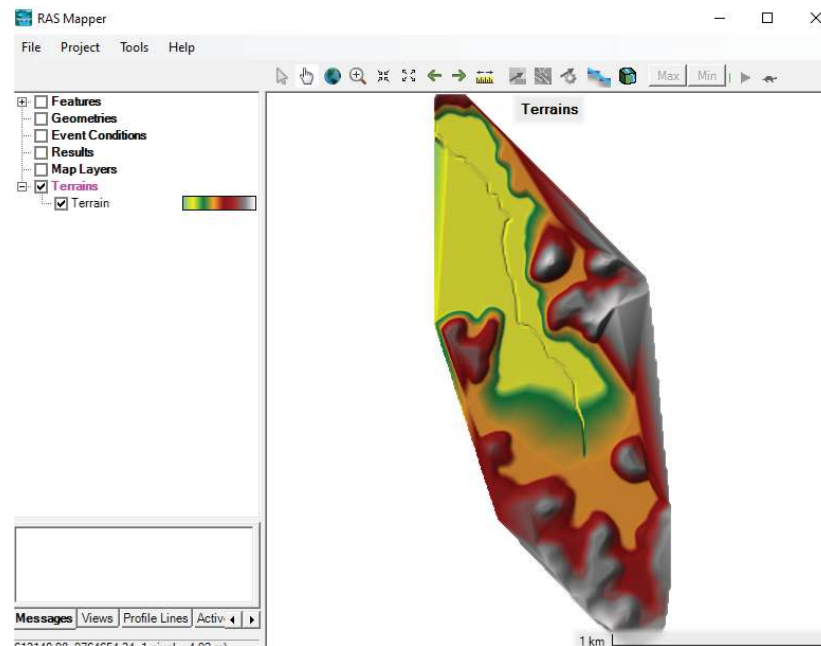 RAS Mapper
File Project Tools Help
Max Min
Features
Geometries
Event Conditions
Results
Map Layers
Terrains
Terrain
Terrains
Messages Views Profile Lines
1 km